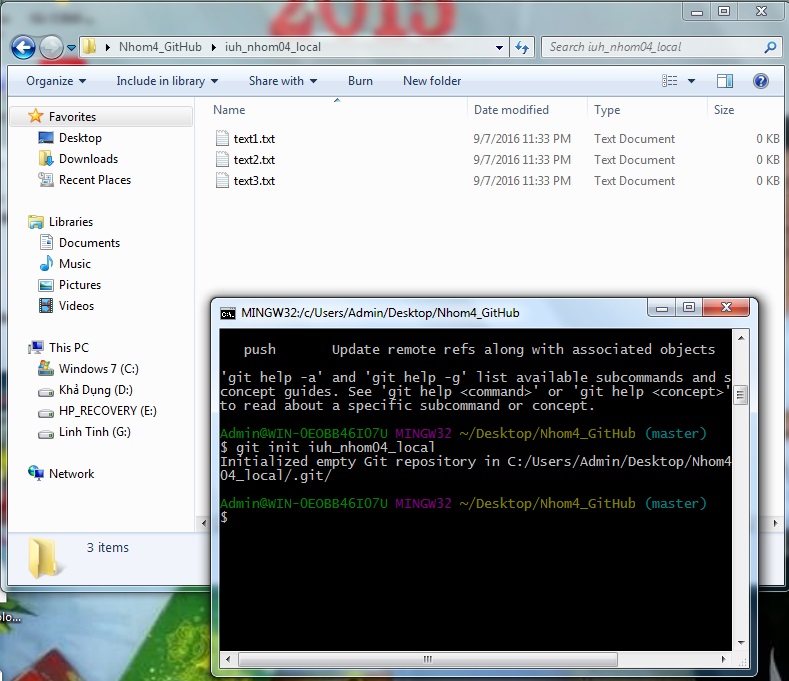 2015
Nhom4_GitHub
iuh_nhom04_local
Search iuh_nhom04_local
Organize
Include in library
Share with
Burn
New folder
Name
Date modified
Type
Size
Favorites
Desktop
Downloads
Recent Places
Libraries
Documents
Music
Pictures
Videos
This PC
Windows 7 (C:)
Khả Dụng (D:)
HP_RECOVERY (E:)
Linh Tinh (G:)
Network
text1.txt 9/7/2016 11:33 PM Text Document 0 KB
text2.txt 9/7/2016 11:33 PM Text Document 0 KB
text3.txt 9/7/2016 11:33 PM Text Document 0 KB
3 items
MINGW32:/c/Users/Admin/Desktop/Nhom4_GitHub
push Update remote refs along with associated objects
'git help -a' and 'git help -g' list available subcommands and s
concept guides. See 'git help <command>' or 'git help <concept>'
to read about a specific subcommand or concept.
Admin@WIN-OEOBB46I07U MINGW32 ~/Desktop/Nhom4_GitHub (master)
$ git init iuh_nhom04_local
Initialized empty Git repository in C:/Users/Admin/Desktop/Nhom4
04_local/.git/
Admin@WIN-OEOBB46I07U MINGW32 ~/Desktop/Nhom4_GitHub (master)
$
lo...